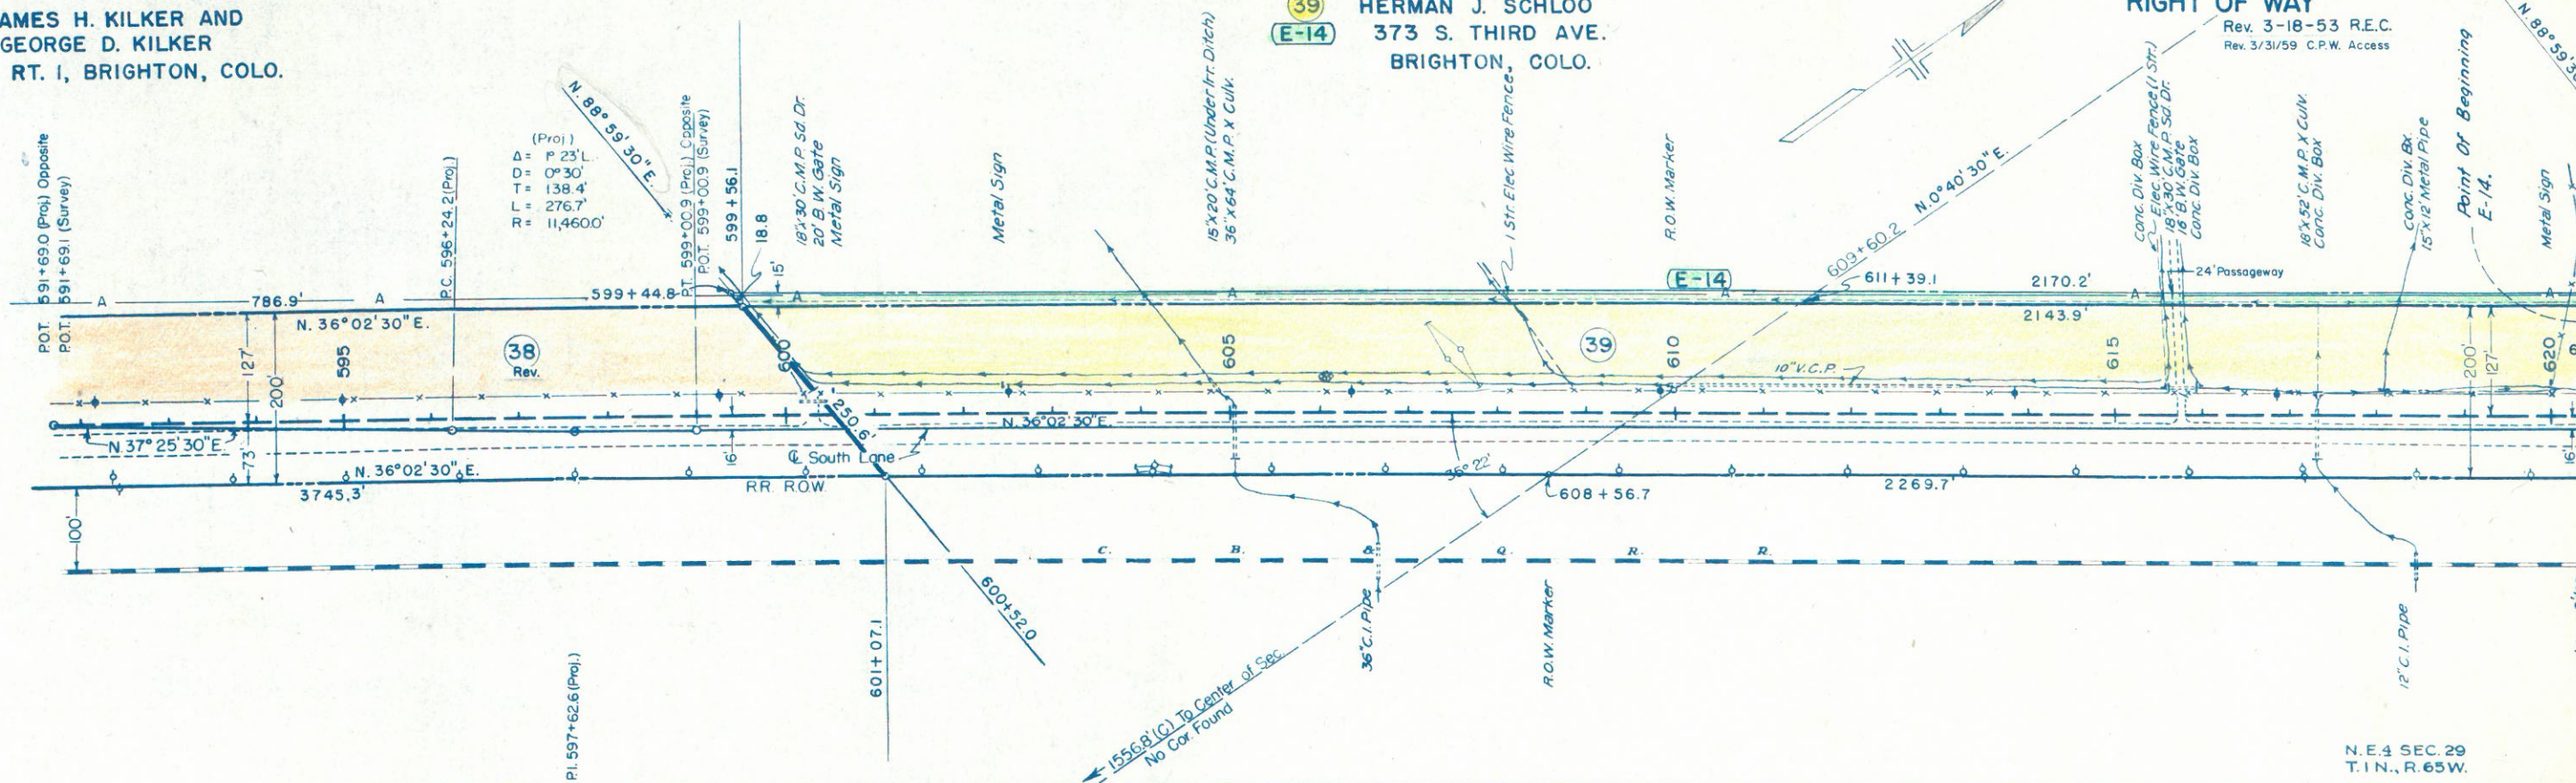 AMES H. KILKER AND
GEORGE D. KILKER
RT. 1, BRIGHTON, COLO.
39
HERMAN J. SCHLOO
E-14
373 S. THIRD AVE.
BRIGHTON, COLO.
RIGHT OF WAY
Rev. 3-18-53 R.E.C.
Rev. 3/31/59 C.P.W. Access
P.O.T. 591+69.0 (Proj) Opposite
P.O.T. 591+69.1 (Survey)
P.C. 596+24.2 (Proj.)
(Proj)
Δ= 1° 23' L.
D= 0°30'
T= 138.4'
L= 276.7'
R= 11,460.0'
N. 88° 59' 30" E.
P.T. 599+00.9 (Proj.) Opposite
P.O.T. 599+00.9 (Survey)
599+56.1
18.8
15'
18"x30' C.M.P. Sd. Dr.
20' B.W. Gate
Metal Sign
Metal Sign
15"x20' C.M.P. (Under Irr. Ditch)
36"x64' C.M.P. X Culv.
1 Str. Elec Wire Fence
R.O.W. Marker
609+60.2
N. 0° 40' 30" E.
Conc. Div. Box
Elec. Wire Fence (1 Str.)
18"x30' C.M.P. Sd. Dr.
16' B.W. Gate
Conc. Div. Box
24' Passageway
18"x52' C.M.P. X Culv.
Conc. Div. Box
Conc. Div. Bx.
15"x12' Metal Pipe
Point Of Beginning
E-14.
Metal Sign
N. 88° 59' 3
A
786.9'
A
599+44.8
A
A
E-14
A
611+39.1
2170.2'
A
A
N. 36° 02' 30" E.
2143.9'
127'
200'
595
38
Rev.
600
605
39
610
10" V.C.P.
615
200'
127'
620
N. 37° 25' 30" E.
73'
250.6'
N. 36° 02' 30" E.
16'
℄ South Lane
36° 22'
16'
N. 36° 02' 30" E.
3745.3'
RR. R.O.W.
608+56.7
2269.7'
100'
C. B. & Q. R. R.
600+52.0
601+07.1
36" C.I. Pipe
R.O.W. Marker
12" C.I. Pipe
P.I. 597+62.6 (Proj.)
1556.8' (C) To Center of Sec.
No Cor. Found
N.E.4 SEC. 29
T. 1 N., R. 65 W.